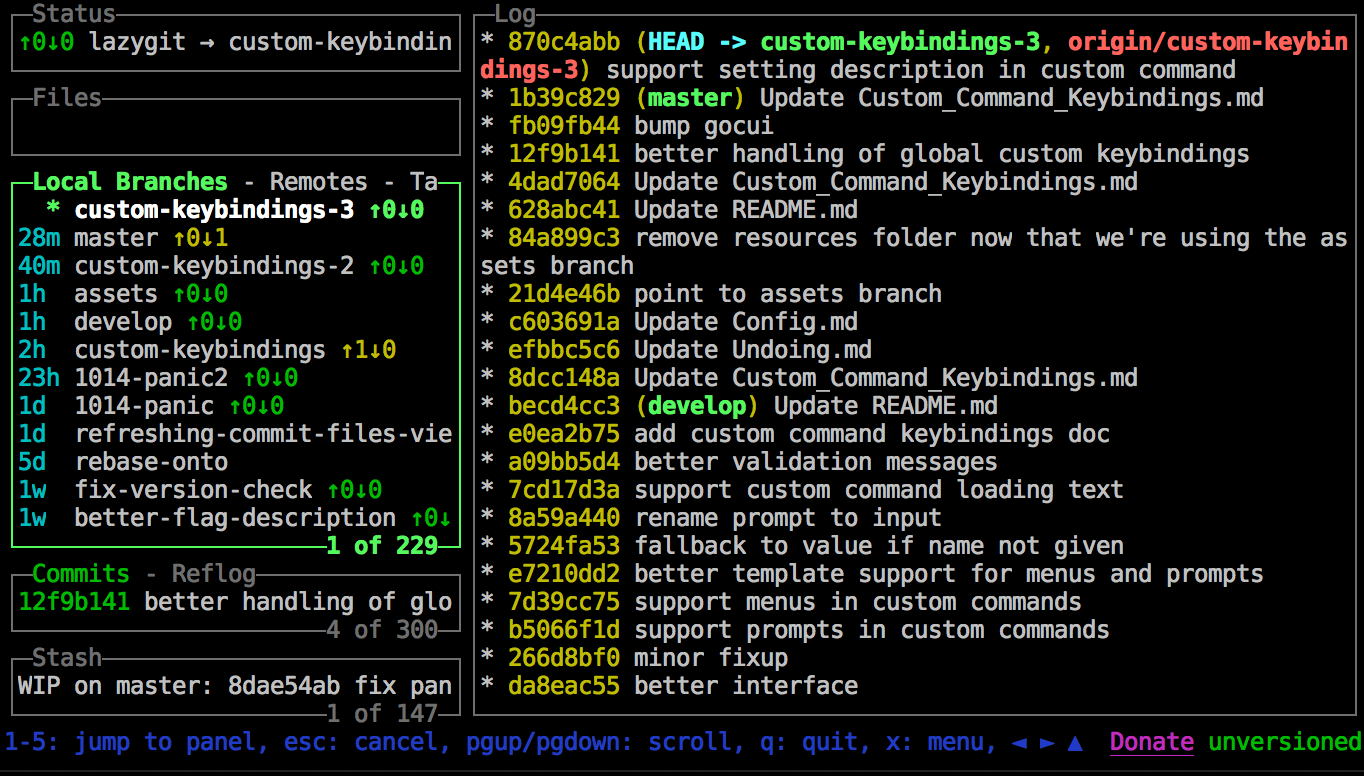 Status
↑0↓0 lazygit → custom-keybindin
Files
Local Branches - Remotes - Ta
* custom-keybindings-3 ↑0↓0
28m master ↑0↓1
40m custom-keybindings-2 ↑0↓0
1h assets ↑0↓0
1h develop ↑0↓0
2h custom-keybindings ↑1↓0
23h 1014-panic2 ↑0↓0
1d 1014-panic ↑0↓0
1d refreshing-commit-files-vie
5d rebase-onto
1w fix-version-check ↑0↓0
1w better-flag-description ↑0↓
1 of 229
Commits - Reflog
12f9b141 better handling of glo
4 of 300
Stash
WIP on master: 8dae54ab fix pan
1 of 147
Log
* 870c4abb (HEAD -> custom-keybindings-3, origin/custom-keybin
dings-3) support setting description in custom command
* 1b39c829 (master) Update Custom_Command_Keybindings.md
* fb09fb44 bump gocui
* 12f9b141 better handling of global custom keybindings
* 4dad7064 Update Custom_Command_Keybindings.md
* 628abc41 Update README.md
* 84a899c3 remove resources folder now that we're using the as
sets branch
* 21d4e46b point to assets branch
* c603691a Update Config.md
* efbbc5c6 Update Undoing.md
* 8dcc148a Update Custom_Command_Keybindings.md
* becd4cc3 (develop) Update README.md
* e0ea2b75 add custom command keybindings doc
* a09bb5d4 better validation messages
* 7cd17d3a support custom command loading text
* 8a59a440 rename prompt to input
* 5724fa53 fallback to value if name not given
* e7210dd2 better template support for menus and prompts
* 7d39cc75 support menus in custom commands
* b5066f1d support prompts in custom commands
* 266d8bf0 minor fixup
* da8eac55 better interface
1-5: jump to panel, esc: cancel, pgup/pgdown: scroll, q: quit, x: menu, ◄ ► ▲ Donate unversioned